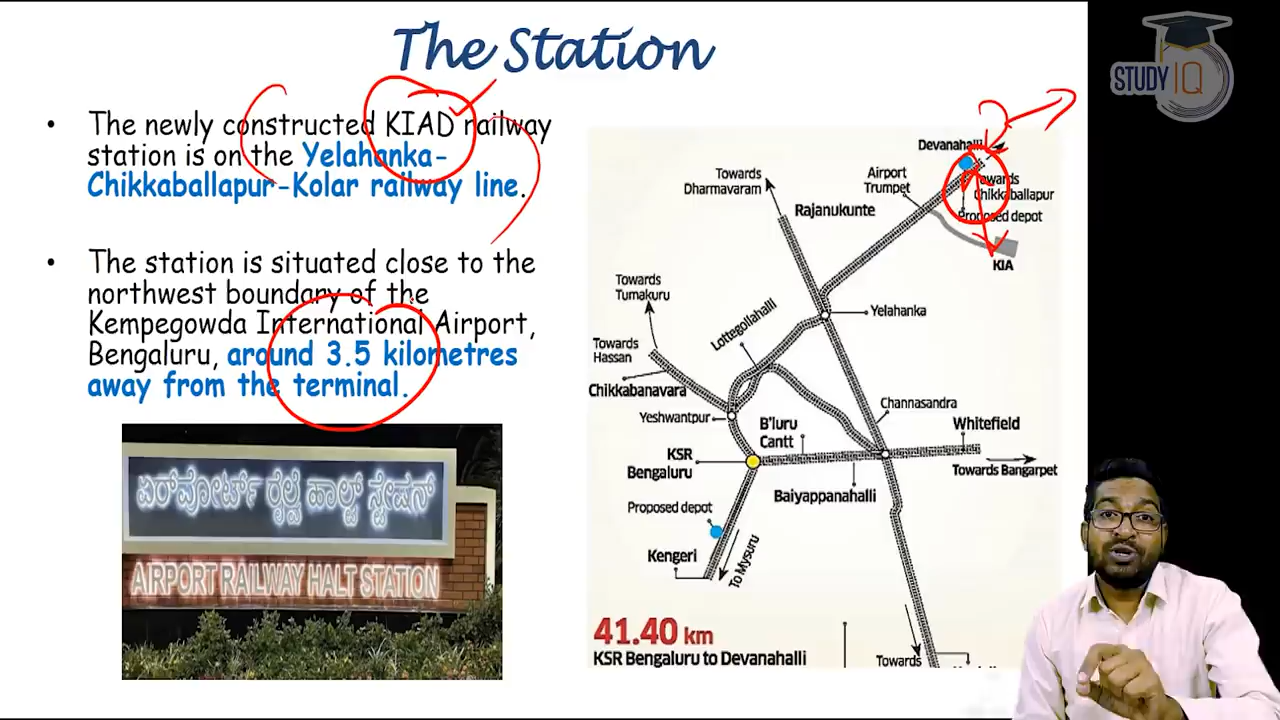 The Station
STUDY IQ
• The newly constructed KIAD railway
station is on the Yelahanka-
Chikkaballapur-Kolar railway line.
• The station is situated close to the
northwest boundary of the
Kempegowda International Airport,
Bengaluru, around 3.5 kilometres
away from the terminal.
ಏರ್‌ಪೋರ್ಟ್ ರೈಲ್ವೆ ಹಾಲ್ಟ್ ಸ್ಟೇಷನ್
AIRPORT RAILWAY HALT STATION
Devanahalli
Towards
Chikkaballapur
Proposed depot
KIA
Airport
Trumpet
Towards
Dharmavaram
Rajanukunte
Yelahanka
Towards
Tumakuru
Lottegollahalli
Towards
Hassan
Chikkabanavara
Yeshwantpur
B'luru
Cantt
Channasandra
Whitefield
Towards Bangarpet
KSR
Bengaluru
Baiyappanahalli
Proposed depot
Kengeri
To Mysuru
41.40 km
KSR Bengaluru to Devanahalli
Towards